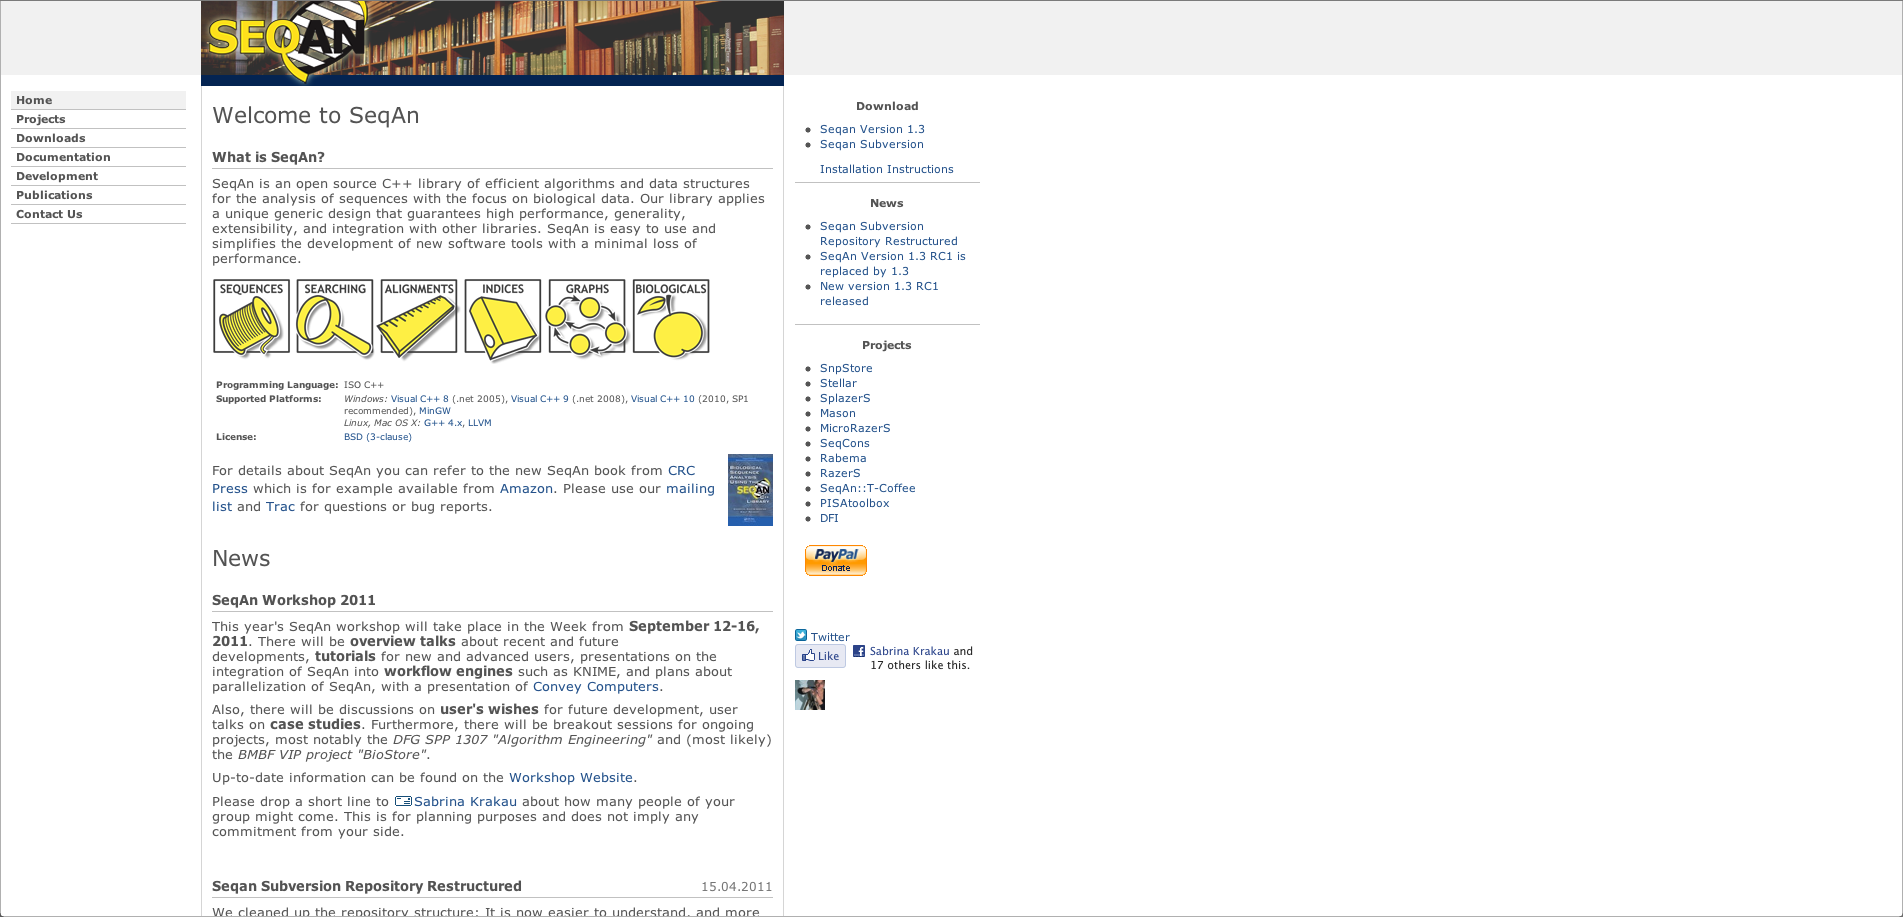 SEQAN
Home
Projects
Downloads
Documentation
Development
Publications
Contact Us
Welcome to SeqAn
What is SeqAn?
SeqAn is an open source C++ library of efficient algorithms and data structures
for the analysis of sequences with the focus on biological data. Our library applies
a unique generic design that guarantees high performance, generality,
extensibility, and integration with other libraries. SeqAn is easy to use and
simplifies the development of new software tools with a minimal loss of
performance.
SEQUENCES SEARCHING ALIGNMENTS INDICES GRAPHS BIOLOGICALS
Programming Language: ISO C++
Supported Platforms: Windows: Visual C++ 8 (.net 2005), Visual C++ 9 (.net 2008), Visual C++ 10 (2010, SP1
recommended), MinGW
Linux, Mac OS X: G++ 4.x, LLVM
License: BSD (3-clause)
For details about SeqAn you can refer to the new SeqAn book from CRC
Press which is for example available from Amazon. Please use our mailing
list and Trac for questions or bug reports.
BIOLOGICAL
SEQUENCE
ANALYSIS
USING THE
SEQAN
LIBRARY
News
SeqAn Workshop 2011
This year's SeqAn workshop will take place in the Week from September 12-16,
2011. There will be overview talks about recent and future
developments, tutorials for new and advanced users, presentations on the
integration of SeqAn into workflow engines such as KNIME, and plans about
parallelization of SeqAn, with a presentation of Convey Computers.
Also, there will be discussions on user's wishes for future development, user
talks on case studies. Furthermore, there will be breakout sessions for ongoing
projects, most notably the DFG SPP 1307 "Algorithm Engineering" and (most likely)
the BMBF VIP project "BioStore".
Up-to-date information can be found on the Workshop Website.
Please drop a short line to Sabrina Krakau about how many people of your
group might come. This is for planning purposes and does not imply any
commitment from your side.
Seqan Subversion Repository Restructured 15.04.2011
We cleaned up the repository structure: It is now easier to understand, and more
Download
Seqan Version 1.3
Seqan Subversion
Installation Instructions
News
Seqan Subversion
Repository Restructured
SeqAn Version 1.3 RC1 is
replaced by 1.3
New version 1.3 RC1
released
Projects
SnpStore
Stellar
SplazerS
Mason
MicroRazerS
SeqCons
Rabema
RazerS
SeqAn::T-Coffee
PISAtoolbox
DFI
PayPal
Donate
Twitter
Like Sabrina Krakau and
17 others like this.